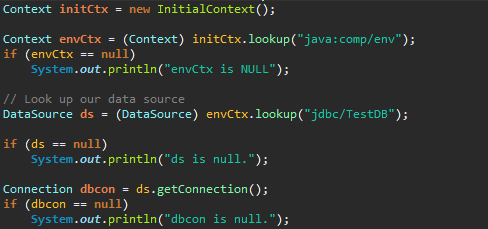 Context initCtx = new InitialContext();
Context envCtx = (Context) initCtx.lookup("java:comp/env");
if (envCtx == null)
System.out.println("envCtx is NULL");
// Look up our data source
DataSource ds = (DataSource) envCtx.lookup("jdbc/TestDB");
if (ds == null)
System.out.println("ds is null.");
Connection dbcon = ds.getConnection();
if (dbcon == null)
System.out.println("dbcon is null.");